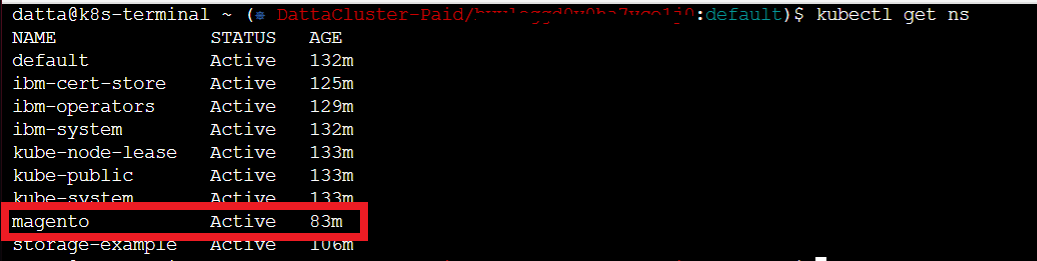 datta@k8s-terminal ~ (⎈ DattaCluster-Paid/:default)$ kubectl get ns
NAME STATUS AGE
default Active 132m
ibm-cert-store Active 125m
ibm-operators Active 129m
ibm-system Active 132m
kube-node-lease Active 133m
kube-public Active 133m
kube-system Active 133m
magento Active 83m
storage-example Active 106m